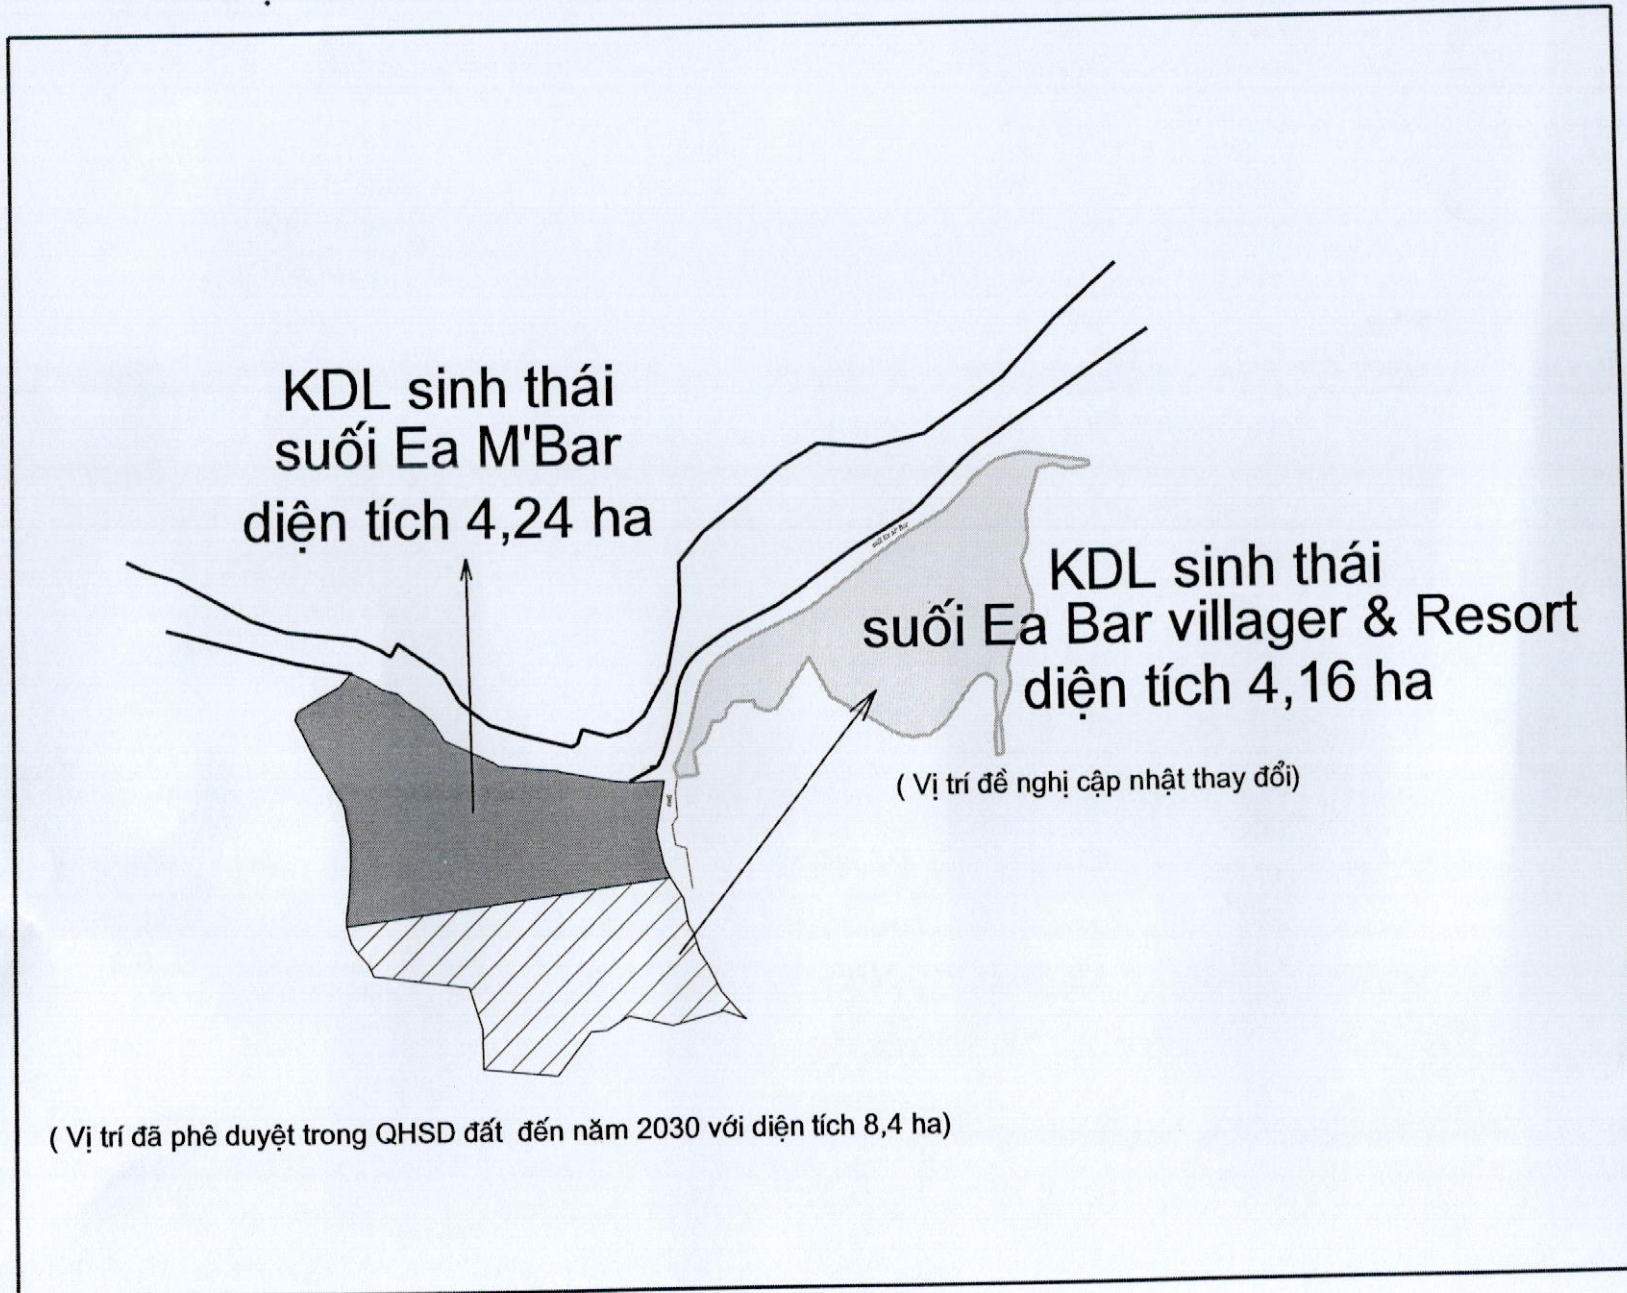 KDL sinh thái
suối Ea M'Bar
diện tích 4,24 ha
KDL sinh thái
suối Ea Bar villager & Resort
diện tích 4,16 ha
( Vị trí đề nghị cập nhật thay đổi)
( Vị trí đã phê duyệt trong QHSD đất đến năm 2030 với diện tích 8,4 ha)